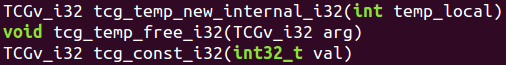 TCGv_i32 tcg_temp_new_internal_i32(int temp_local)
void tcg_temp_free_i32(TCGv_i32 arg)
TCGv_i32 tcg_const_i32(int32_t val)